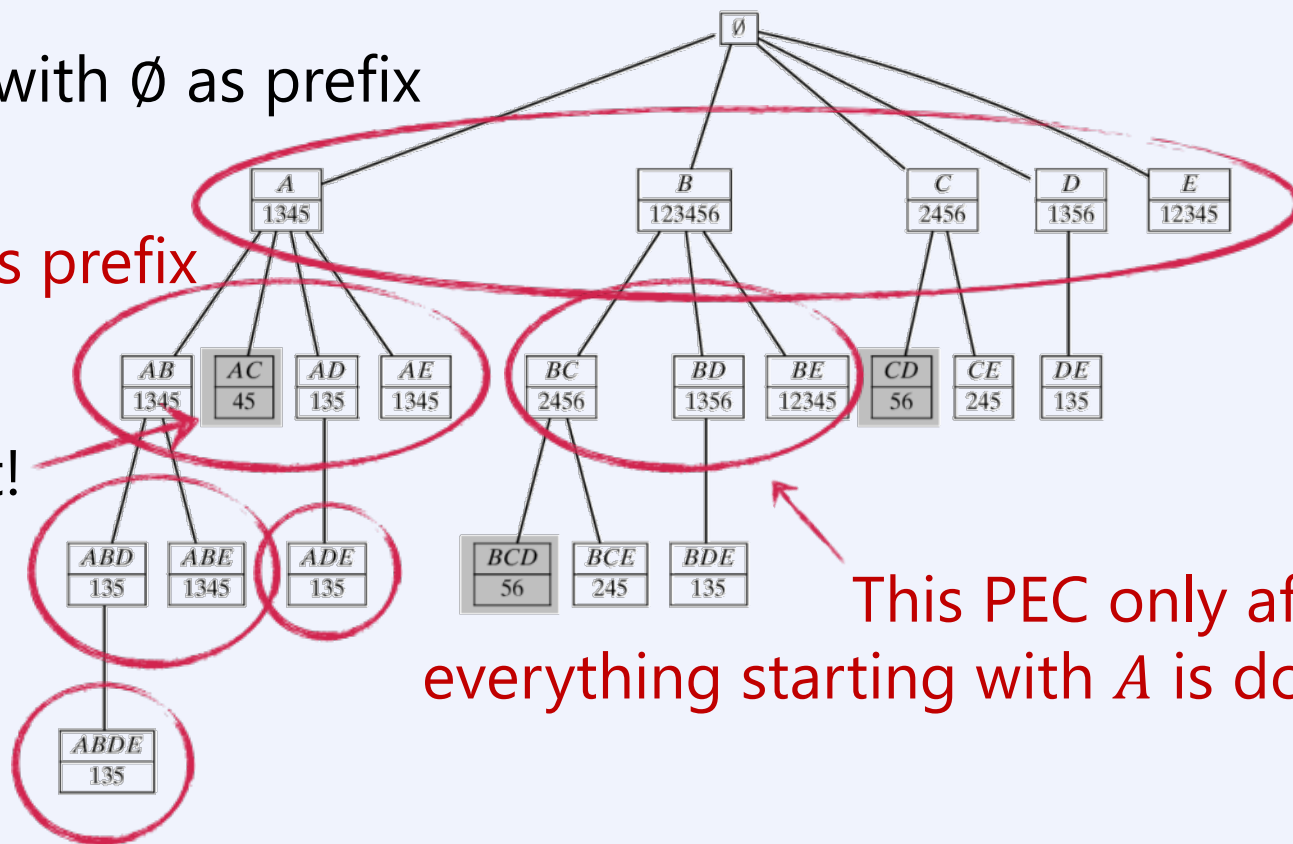 ∅
with ∅ as prefix
A B C D E
1345 123456 2456 1356 12345
s prefix
AB AC AD AE BC BD BE CD CE DE
1345 45 135 1345 2456 1356 12345 56 245 135
t!
ABD ABE ADE BCD BCE BDE
135 1345 135 56 245 135
This PEC only af
everything starting with A is do
ABDE
135